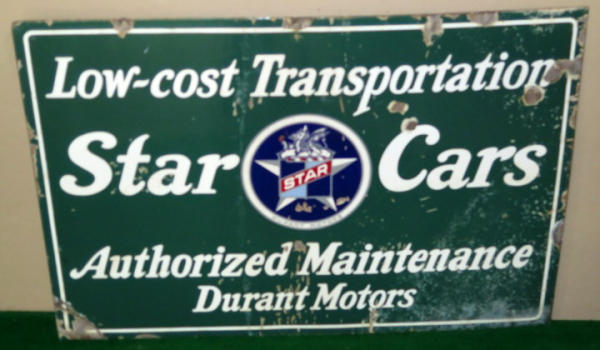 Low-cost Transportation
Star Cars
STAR
Authorized Maintenance
Durant Motors